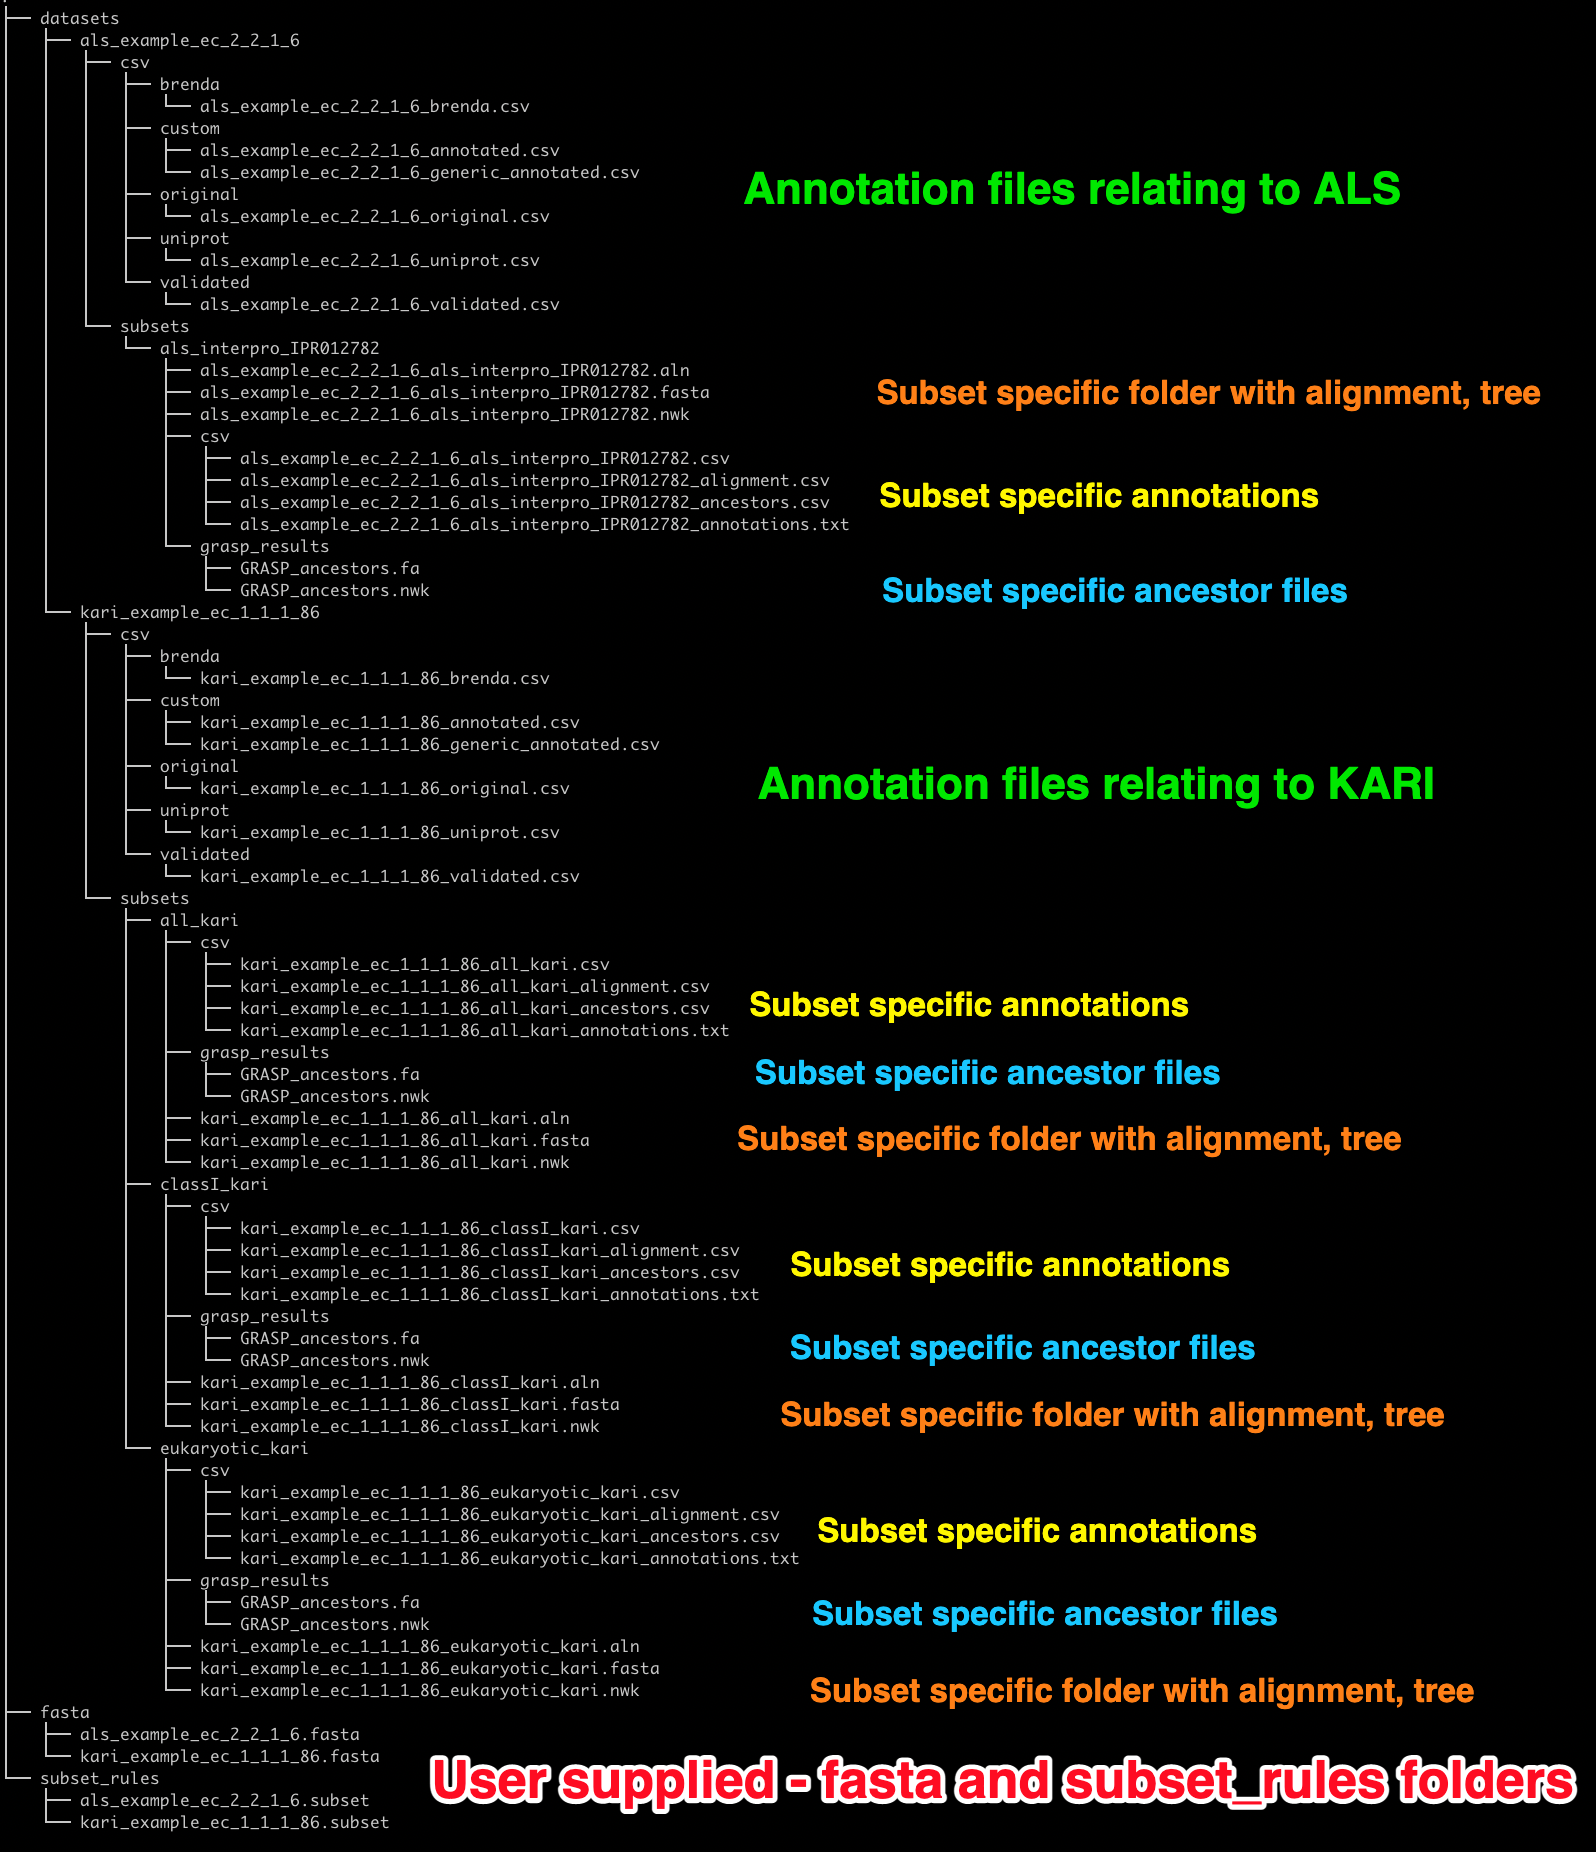 datasets
als_example_ec_2_2_1_6
csv
brenda
als_example_ec_2_2_1_6_brenda.csv
custom
als_example_ec_2_2_1_6_annotated.csv
als_example_ec_2_2_1_6_generic_annotated.csv
Annotation files relating to ALS
original
als_example_ec_2_2_1_6_original.csv
uniprot
als_example_ec_2_2_1_6_uniprot.csv
validated
als_example_ec_2_2_1_6_validated.csv
subsets
als_interpro_IPR012782
als_example_ec_2_2_1_6_als_interpro_IPR012782.aln
als_example_ec_2_2_1_6_als_interpro_IPR012782.fasta
Subset specific folder with alignment, tree
als_example_ec_2_2_1_6_als_interpro_IPR012782.nwk
csv
als_example_ec_2_2_1_6_als_interpro_IPR012782.csv
als_example_ec_2_2_1_6_als_interpro_IPR012782_alignment.csv
Subset specific annotations
als_example_ec_2_2_1_6_als_interpro_IPR012782_ancestors.csv
als_example_ec_2_2_1_6_als_interpro_IPR012782_annotations.txt
grasp_results
GRASP_ancestors.fa
GRASP_ancestors.nwk
Subset specific ancestor files
kari_example_ec_1_1_1_86
csv
brenda
kari_example_ec_1_1_1_86_brenda.csv
custom
kari_example_ec_1_1_1_86_annotated.csv
kari_example_ec_1_1_1_86_generic_annotated.csv
original
kari_example_ec_1_1_1_86_original.csv
Annotation files relating to KARI
uniprot
kari_example_ec_1_1_1_86_uniprot.csv
validated
kari_example_ec_1_1_1_86_validated.csv
subsets
all_kari
csv
kari_example_ec_1_1_1_86_all_kari.csv
kari_example_ec_1_1_1_86_all_kari_alignment.csv
kari_example_ec_1_1_1_86_all_kari_ancestors.csv
Subset specific annotations
kari_example_ec_1_1_1_86_all_kari_annotations.txt
grasp_results
GRASP_ancestors.fa
Subset specific ancestor files
GRASP_ancestors.nwk
kari_example_ec_1_1_1_86_all_kari.aln
kari_example_ec_1_1_1_86_all_kari.fasta
Subset specific folder with alignment, tree
kari_example_ec_1_1_1_86_all_kari.nwk
classI_kari
csv
kari_example_ec_1_1_1_86_classI_kari.csv
kari_example_ec_1_1_1_86_classI_kari_alignment.csv
Subset specific annotations
kari_example_ec_1_1_1_86_classI_kari_ancestors.csv
kari_example_ec_1_1_1_86_classI_kari_annotations.txt
grasp_results
GRASP_ancestors.fa
Subset specific ancestor files
GRASP_ancestors.nwk
kari_example_ec_1_1_1_86_classI_kari.aln
kari_example_ec_1_1_1_86_classI_kari.fasta
Subset specific folder with alignment, tree
kari_example_ec_1_1_1_86_classI_kari.nwk
eukaryotic_kari
csv
kari_example_ec_1_1_1_86_eukaryotic_kari.csv
kari_example_ec_1_1_1_86_eukaryotic_kari_alignment.csv
Subset specific annotations
kari_example_ec_1_1_1_86_eukaryotic_kari_ancestors.csv
kari_example_ec_1_1_1_86_eukaryotic_kari_annotations.txt
grasp_results
GRASP_ancestors.fa
Subset specific ancestor files
GRASP_ancestors.nwk
kari_example_ec_1_1_1_86_eukaryotic_kari.aln
kari_example_ec_1_1_1_86_eukaryotic_kari.fasta
kari_example_ec_1_1_1_86_eukaryotic_kari.nwk
Subset specific folder with alignment, tree
fasta
als_example_ec_2_2_1_6.fasta
kari_example_ec_1_1_1_86.fasta
subset_rules
User supplied - fasta and subset_rules folders
als_example_ec_2_2_1_6.subset
kari_example_ec_1_1_1_86.subset